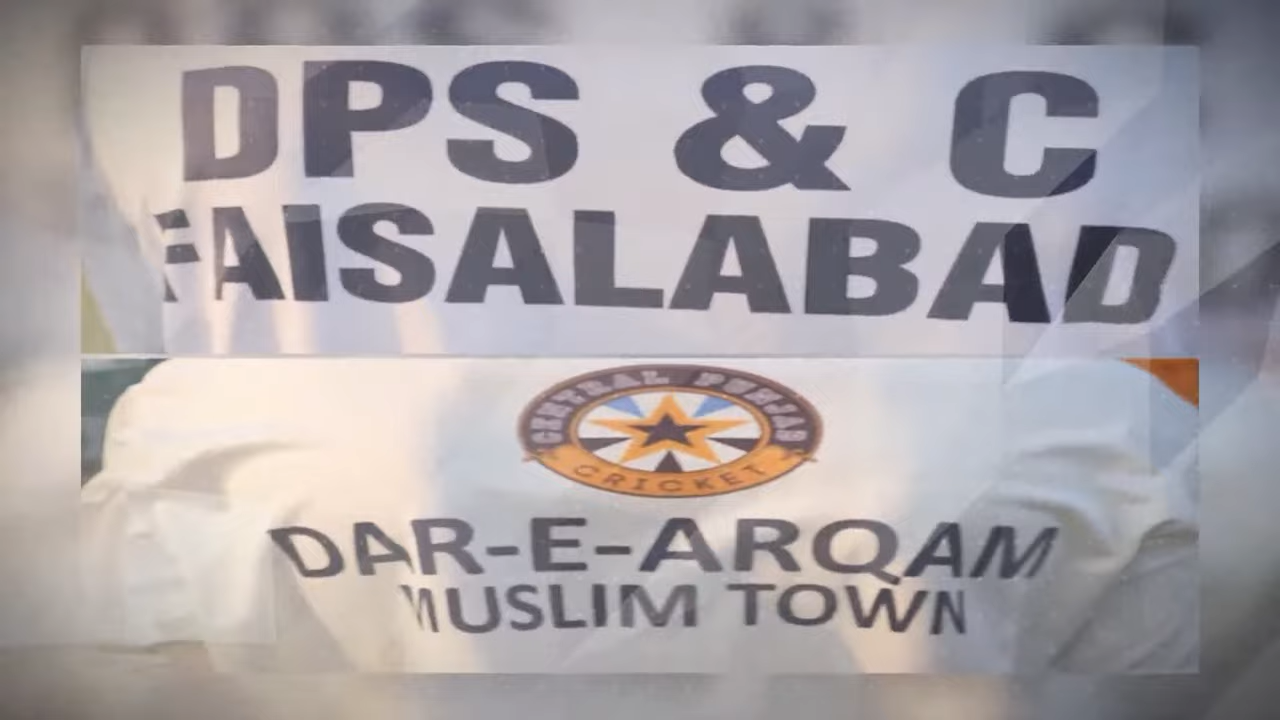 DPS & C
FAISALABAD
CENTRAL PUNJAB
CRICKET
DAR-E-ARQAM
MUSLIM TOWN